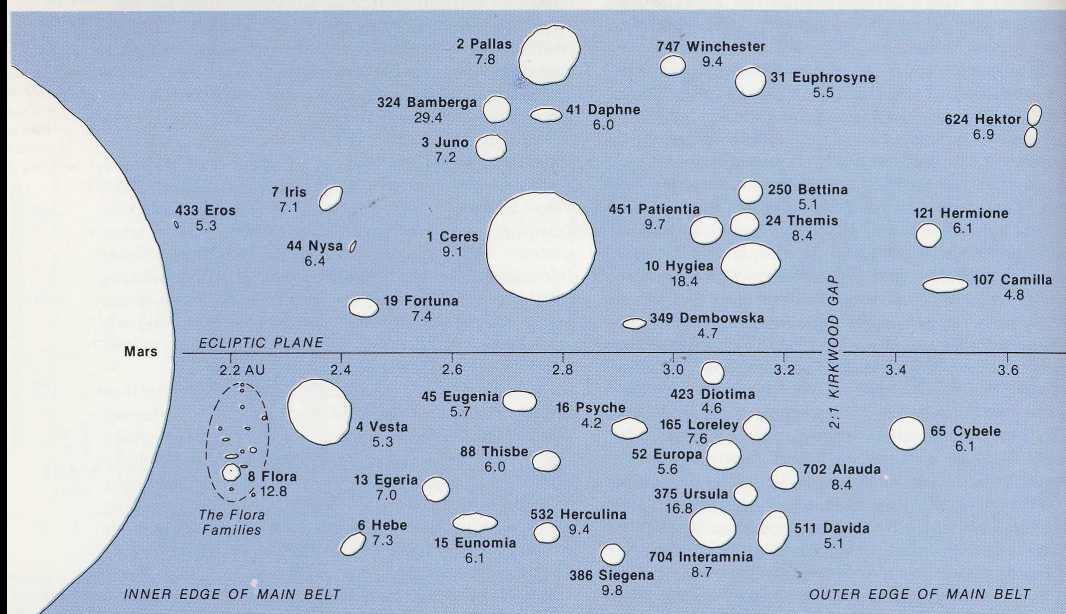 2 Pallas
7.8
747 Winchester
9.4
31 Euphrosyne
5.5
324 Bamberga
29.4
41 Daphne
6.0
624 Hektor
6.9
3 Juno
7.2
7 Iris
7.1
250 Bettina
5.1
433 Eros
5.3
451 Patientia
9.7
24 Themis
8.4
121 Hermione
6.1
44 Nysa
6.4
1 Ceres
9.1
10 Hygiea
18.4
107 Camilla
4.8
19 Fortuna
7.4
349 Dembowska
4.7
2:1 KIRKWOOD GAP
Mars
ECLIPTIC PLANE
2.2 AU
2.4
2.6
2.8
3.0
3.2
3.4
3.6
423 Diotima
4.6
45 Eugenia
5.7
16 Psyche
4.2
165 Loreley
7.6
4 Vesta
5.3
65 Cybele
6.1
88 Thisbe
6.0
52 Europa
5.6
702 Alauda
8.4
8 Flora
12.8
13 Egeria
7.0
375 Ursula
16.8
The Flora
Families
6 Hebe
7.3
532 Herculina
9.4
511 Davida
5.1
15 Eunomia
6.1
704 Interamnia
8.7
386 Siegena
9.8
INNER EDGE OF MAIN BELT
OUTER EDGE OF MAIN BELT